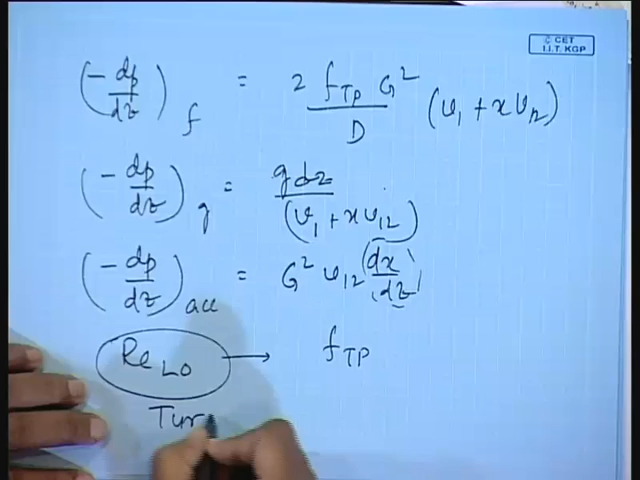 © CET
I.I.T. KGP
(-dp/dz)f = 2 fTP G² / D (v1 + x v12)
(-dp/dz)g = g dz / (v1 + x v12)
(-dp/dz)acc = G² v12 (dx/dz)
ReLO → fTP
Tur